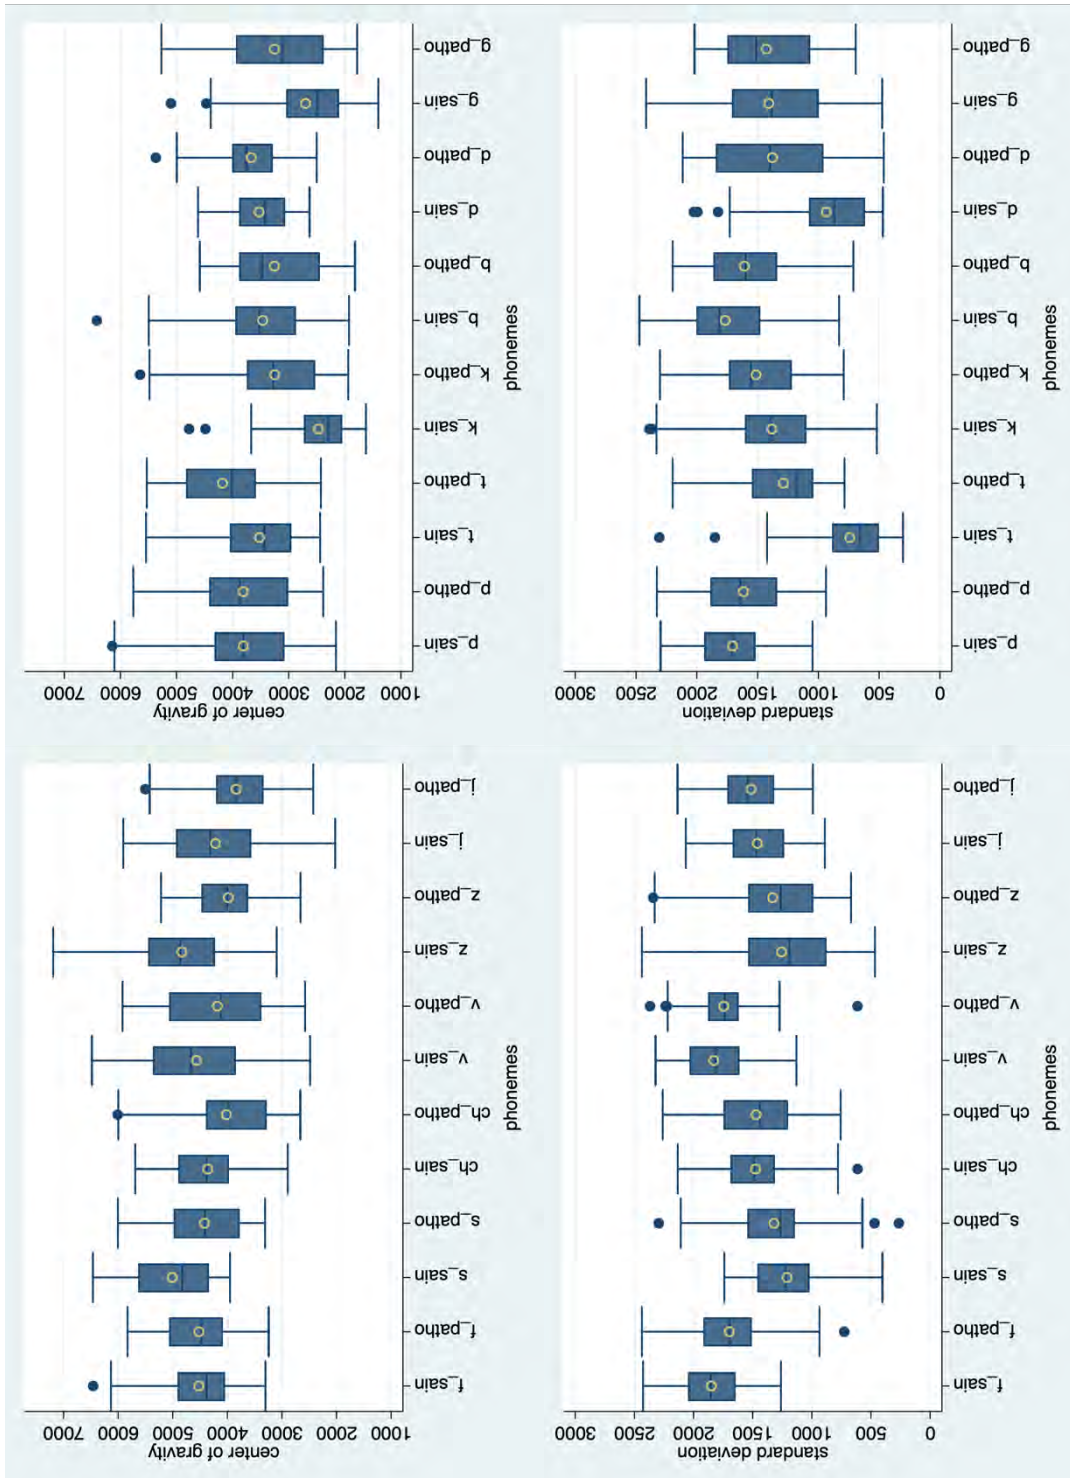 standard deviation
0 500 1000 1500 2000 2500 3000
f_sain
f_patho
s_sain
s_patho
ch_sain
ch_patho
v_sain
v_patho
z_sain
z_patho
j_sain
j_patho
phonemes
center of gravity
1000 2000 3000 4000 5000 6000 7000
f_sain
f_patho
s_sain
s_patho
ch_sain
ch_patho
v_sain
v_patho
z_sain
z_patho
j_sain
j_patho
phonemes
standard deviation
0 500 1000 1500 2000 2500 3000
p_sain
p_patho
t_sain
t_patho
k_sain
k_patho
b_sain
b_patho
d_sain
d_patho
g_sain
g_patho
phonemes
center of gravity
1000 2000 3000 4000 5000 6000 7000
p_sain
p_patho
t_sain
t_patho
k_sain
k_patho
b_sain
b_patho
d_sain
d_patho
g_sain
g_patho
phonemes